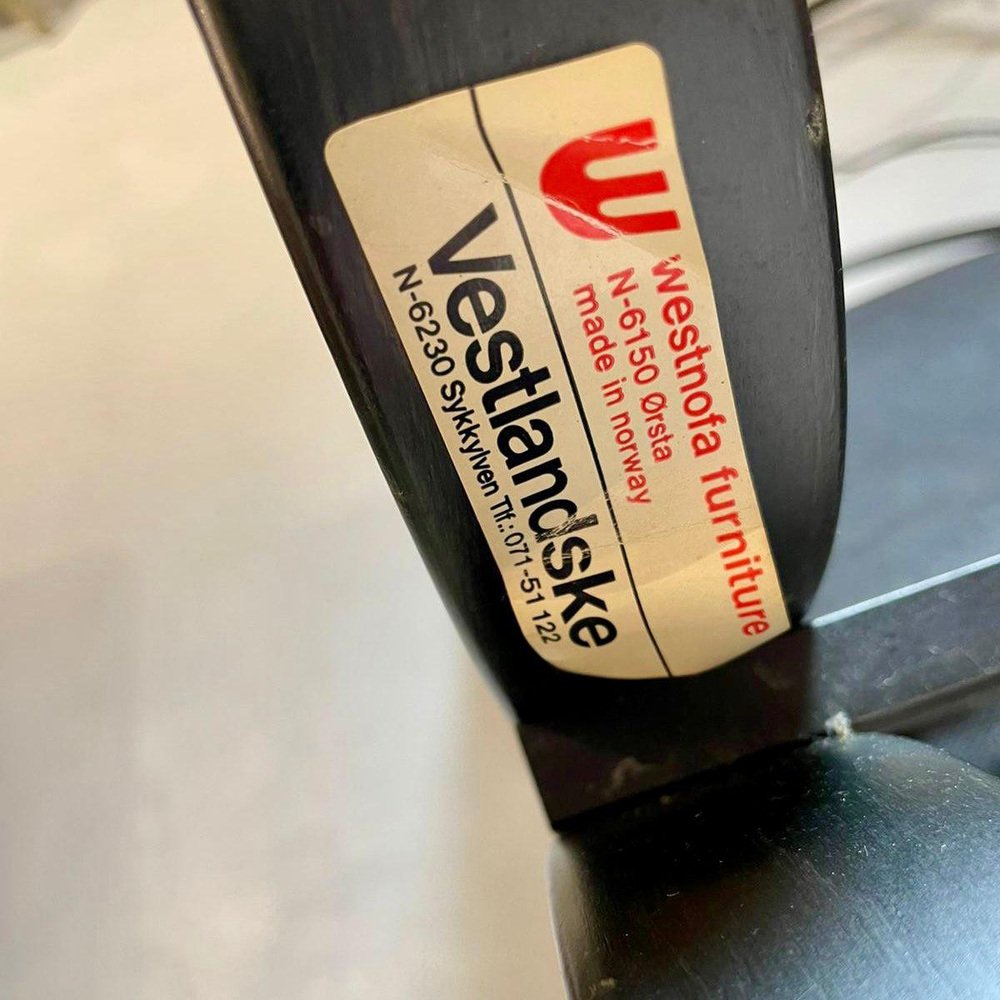 westnofa furniture
N-6150 Ørsta
made in norway
Vestlandske
N-6230 Sykkylven Tlf.: 071-51 122